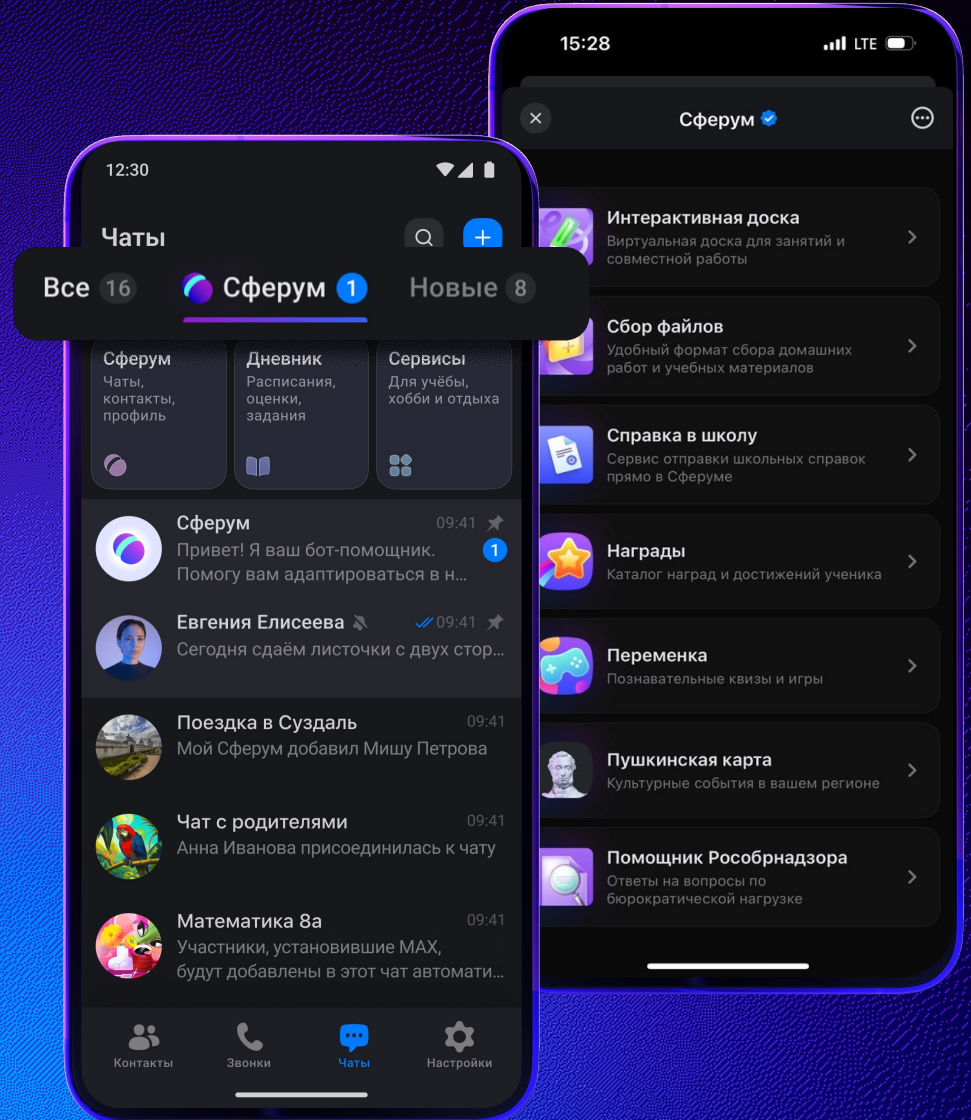 12:30
Чаты
Все 16
Сферум 1
Новые 8
Сферум
Чаты,
контакты,
профиль
Дневник
Расписания,
оценки,
задания
Сервисы
Для учёбы,
хобби и отдыха
Сферум 09:41
Привет! Я ваш бот-помощник. 1
Помогу вам адаптироваться в н...
Евгения Елисеева 09:41
Сегодня сдаём листочки с двух стор...
Поездка в Суздаль 09:41
Мой Сферум добавил Мишу Петрова
Чат с родителями 09:41
Анна Иванова присоединилась к чату
Математика 8а 09:41
Участники, установившие MAX,
будут добавлены в этот чат автомати...
Контакты
Звонки
Чаты
Настройки
15:28 LTE
Сферум
Интерактивная доска
Виртуальная доска для занятий и
совместной работы
Сбор файлов
Удобный формат сбора домашних
работ и учебных материалов
Справка в школу
Сервис отправки школьных справок
прямо в Сферуме
Награды
Каталог наград и достижений ученика
Переменка
Познавательные квизы и игры
Пушкинская карта
Культурные события в вашем регионе
Помощник Рособрнадзора
Ответы на вопросы по
бюрократической нагрузке